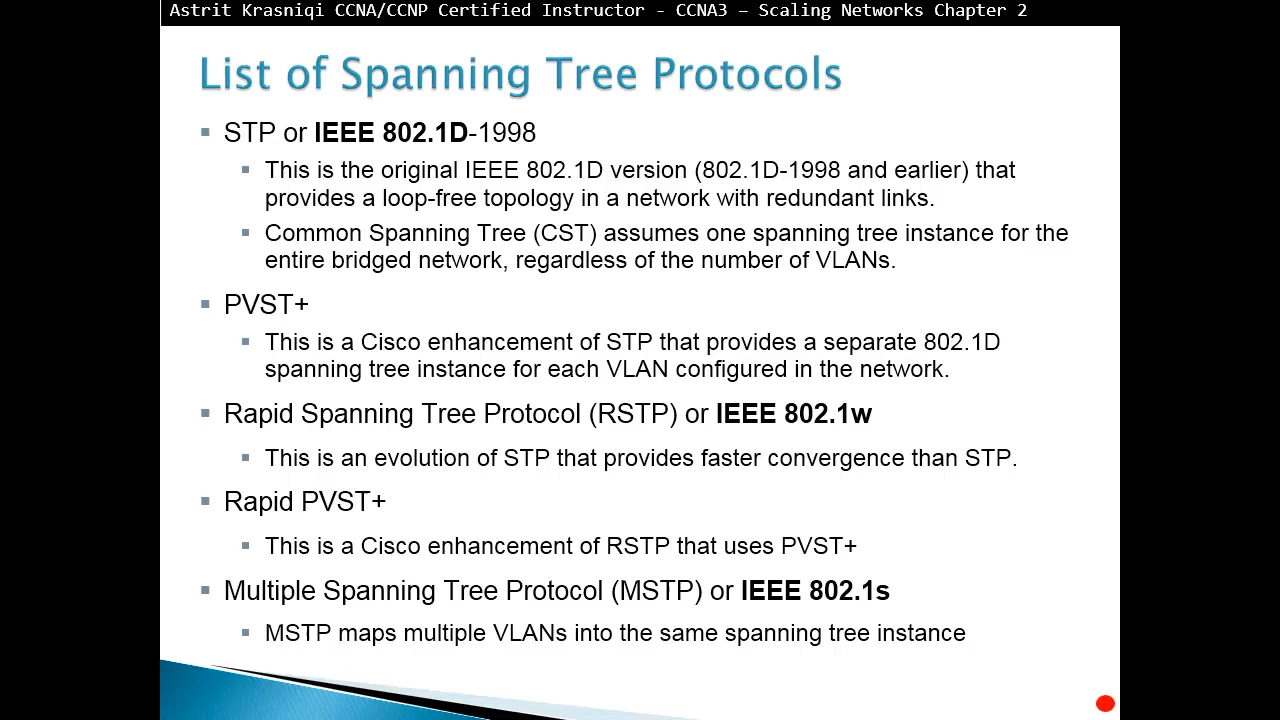 Astrit Krasniqi CCNA/CCNP Certified Instructor - CCNA3 – Scaling Networks Chapter 2
List of Spanning Tree Protocols
▪ STP or IEEE 802.1D-1998
▪ This is the original IEEE 802.1D version (802.1D-1998 and earlier) that
provides a loop-free topology in a network with redundant links.
▪ Common Spanning Tree (CST) assumes one spanning tree instance for the
entire bridged network, regardless of the number of VLANs.
▪ PVST+
▪ This is a Cisco enhancement of STP that provides a separate 802.1D
spanning tree instance for each VLAN configured in the network.
▪ Rapid Spanning Tree Protocol (RSTP) or IEEE 802.1w
▪ This is an evolution of STP that provides faster convergence than STP.
▪ Rapid PVST+
▪ This is a Cisco enhancement of RSTP that uses PVST+
▪ Multiple Spanning Tree Protocol (MSTP) or IEEE 802.1s
▪ MSTP maps multiple VLANs into the same spanning tree instance